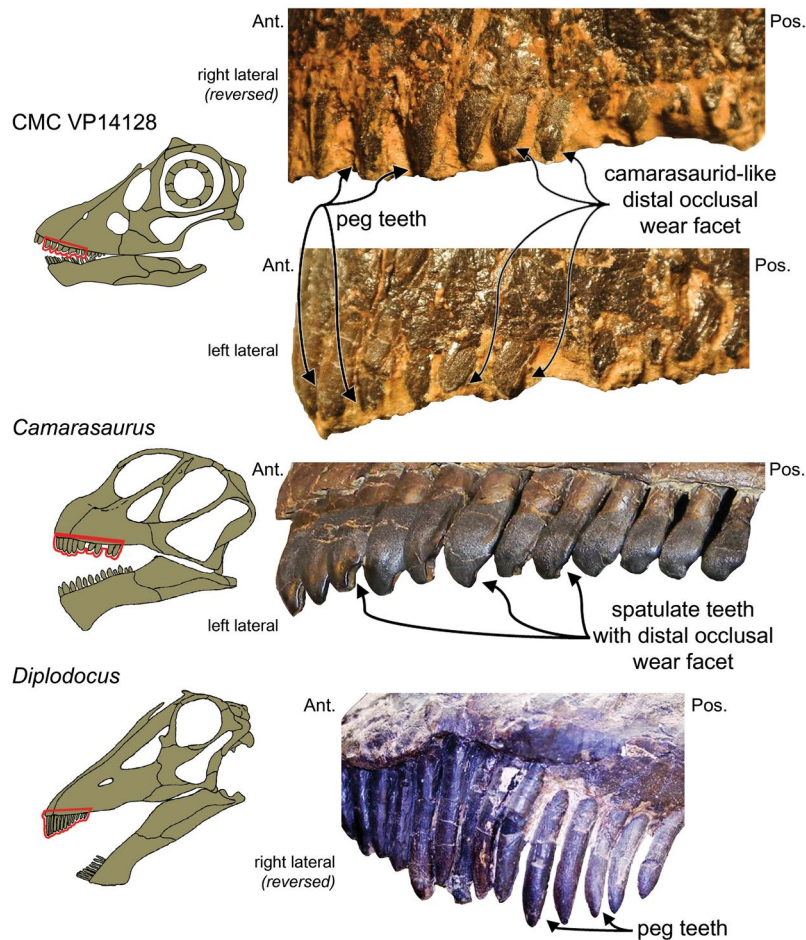 Ant.
Pos.
right lateral
(reversed)
CMC VP14128
camarasaurid-like
distal occlusal
wear facet
peg teeth
Ant.
Pos.
left lateral
Camarasaurus
Ant.
Pos.
left lateral
spatulate teeth
with distal occlusal
wear facet
Diplodocus
Ant.
Pos.
right lateral
(reversed)
peg teeth